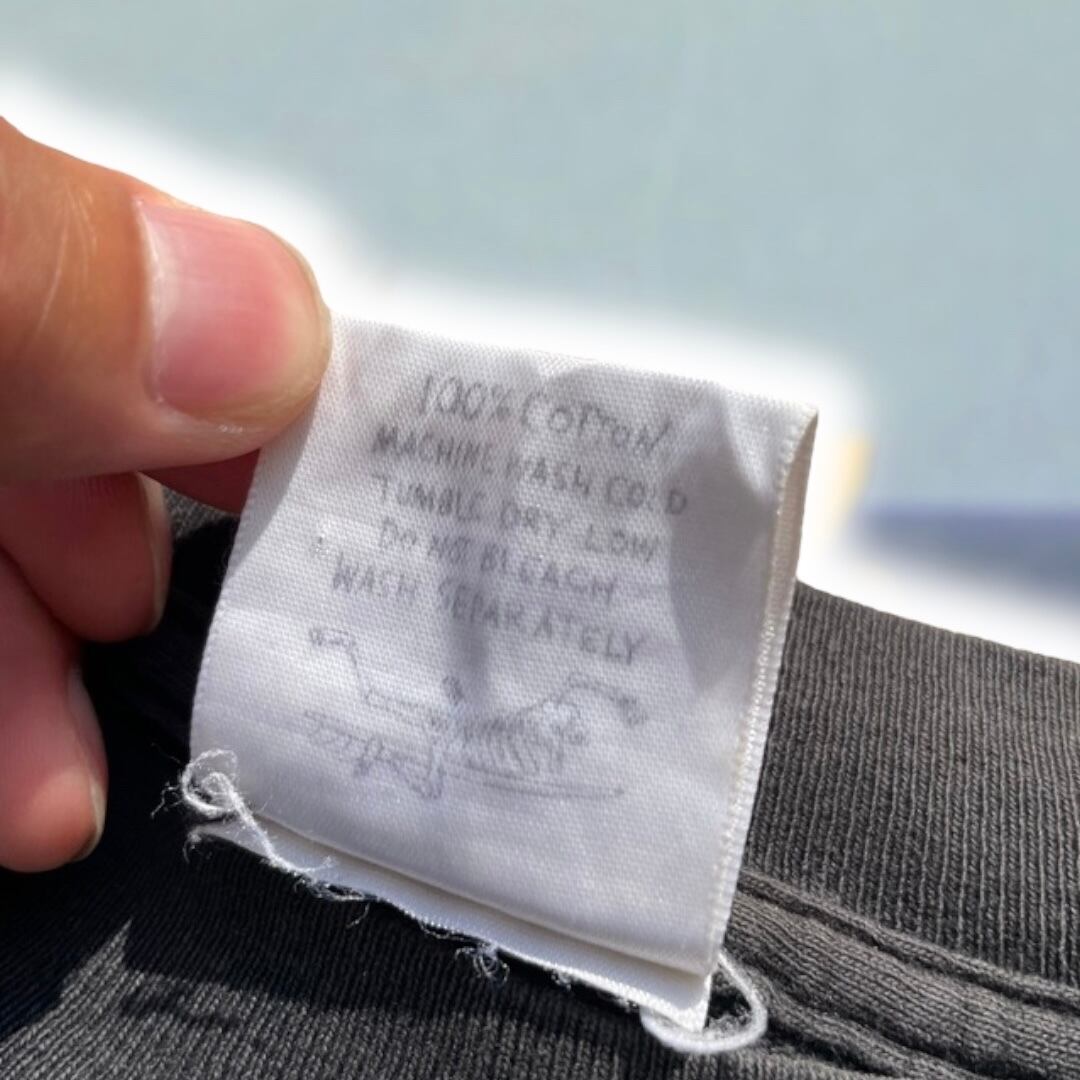 100% COTTON
MACHINE WASH COLD
TUMBLE DRY LOW
DO NOT BLEACH
WASH SEPARATELY